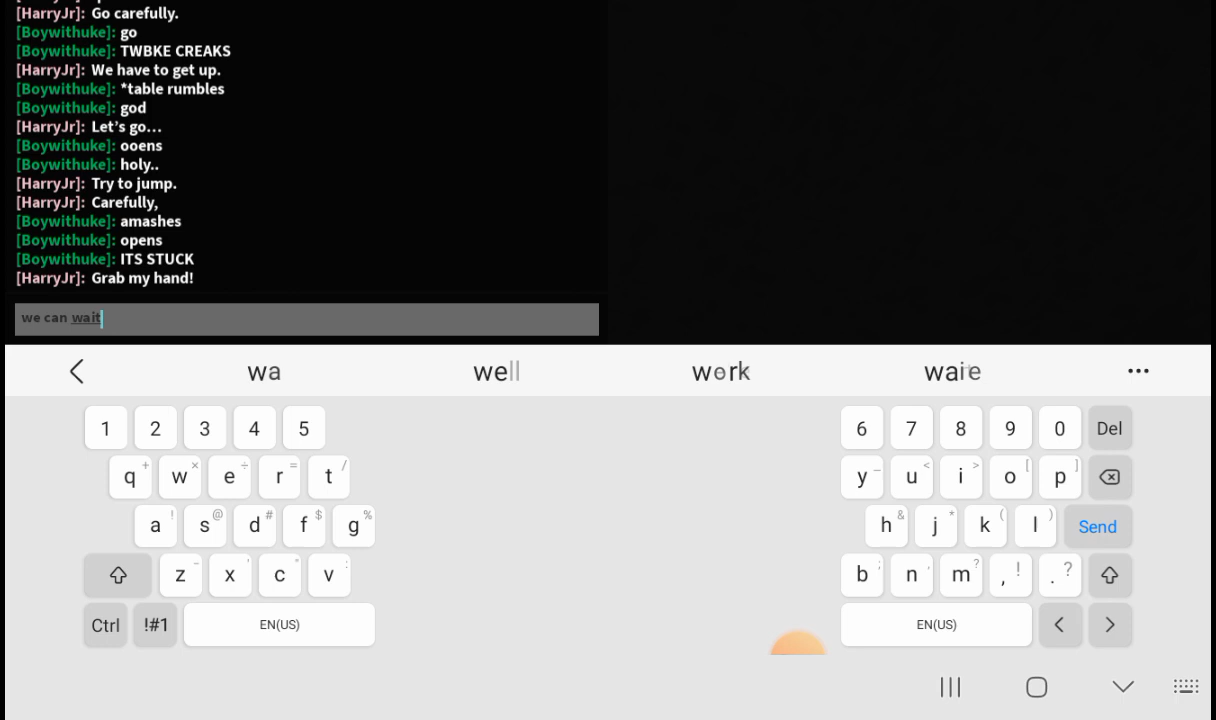 [HarryJr]: Go carefully.
[Boywithuke]: go
[Boywithuke]: TWBKE CREAKS
[HarryJr]: We have to get up.
[Boywithuke]: *table rumbles
[Boywithuke]: god
[HarryJr]: Let's go...
[Boywithuke]: ooens
[Boywithuke]: holy..
[HarryJr]: Try to jump.
[HarryJr]: Carefully,
[Boywithuke]: amashes
[Boywithuke]: opens
[Boywithuke]: ITS STUCK
[HarryJr]: Grab my hand!
we can wait
wa well work
1 2 3 4 5 6 7 8 9 0 Del
q + w × e ÷ r = t / y _ u < i > o [ p ]
a ! s @ d # f $ g % h & j * k ( l ) Send
z x c v b n m ? , ! . ?
Ctrl !#1 EN(US) EN(US) < >